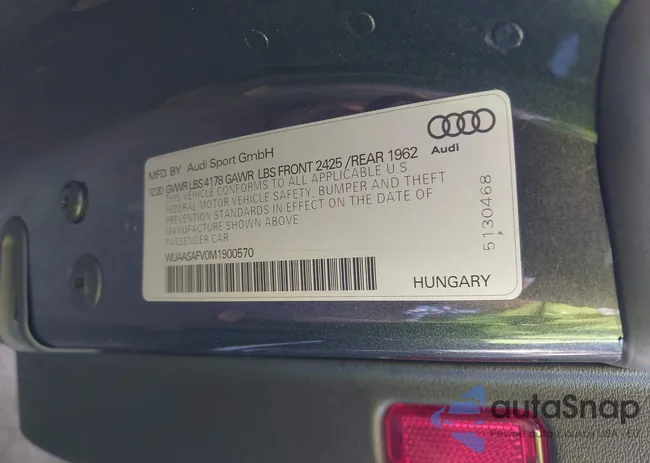 MFD. BY Audi Sport GmbH
12.20 GVWR LBS 4178 GAWR LBS FRONT 2425 /REAR 1962
THIS VEHICLE CONFORMS TO ALL APPLICABLE U.S.
FEDERAL MOTOR VEHICLE SAFETY, BUMPER AND THEFT
PREVENTION STANDARDS IN EFFECT ON THE DATE OF
MANUFACTURE SHOWN ABOVE
PASSENGER CAR
WUAASAFV0M1900570
Audi
5130468
HUNGARY
autaSnap